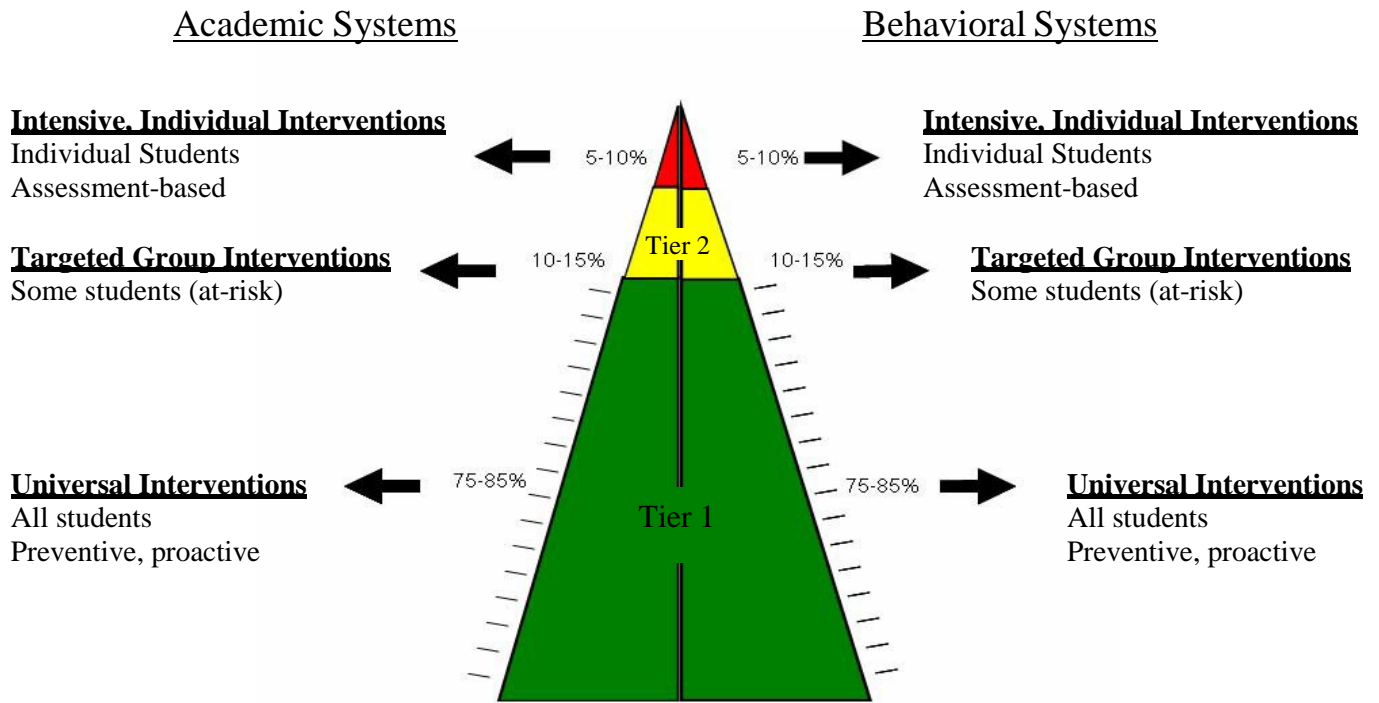 Academic Systems
Behavioral Systems
Intensive, Individual Interventions
Individual Students
Assessment-based
5-10%
5-10%
Intensive, Individual Interventions
Individual Students
Assessment-based
Targeted Group Interventions
Some students (at-risk)
10-15%
Tier 2
10-15%
Targeted Group Interventions
Some students (at-risk)
Universal Interventions
All students
Preventive, proactive
75-85%
Tier 1
75-85%
Universal Interventions
All students
Preventive, proactive